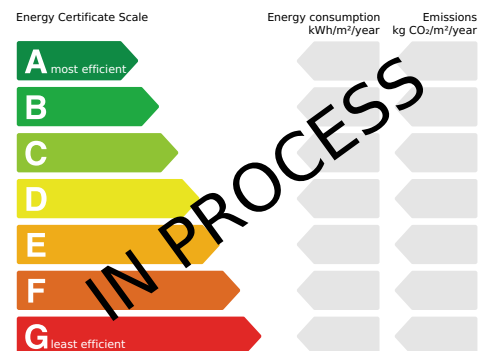 Energy Certificate Scale
Energy consumption
kWh/m²/year
Emissions
kg CO₂/m²/year
A most efficient
B
C
D
E
F
G least efficient
IN PROCESS